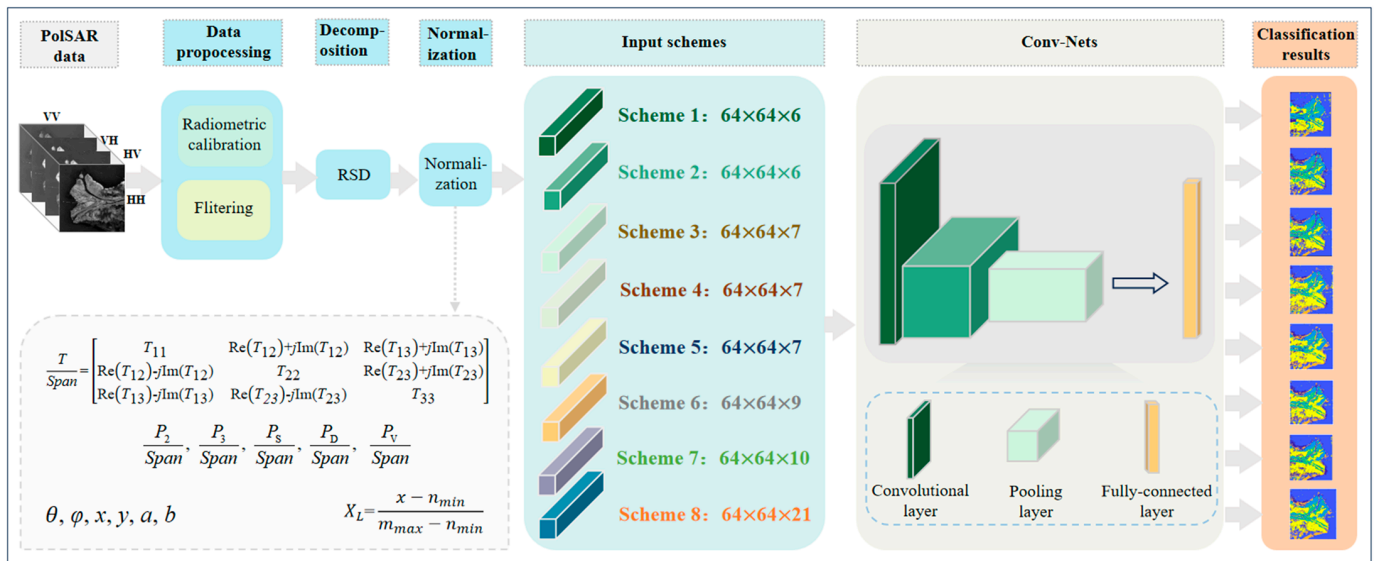 PolSAR
data
Data
propocessing
Decomp-
osition
Normal-
ization
Input schemes
Conv-Nets
Classification
results
VV
VH
HV
HH
Radiometric
calibration
Flitering
RSD
Normali-
zation
Scheme 1：64×64×6
Scheme 2：64×64×6
Scheme 3：64×64×7
Scheme 4：64×64×7
Scheme 5：64×64×7
Scheme 6：64×64×9
Scheme 7：64×64×10
Scheme 8：64×64×21
T/Span = [T11 Re(T12)+jIm(T12) Re(T13)+jIm(T13)
Re(T12)-jIm(T12) T22 Re(T23)+jIm(T23)
Re(T13)-jIm(T13) Re(T23)-jIm(T23) T33]
P2/Span, P3/Span, PS/Span, PD/Span, PV/Span
θ, φ, x, y, a, b
XL = (x − nmin)/(mmax − nmin)
Convolutional
layer
Pooling
layer
Fully-connected
layer